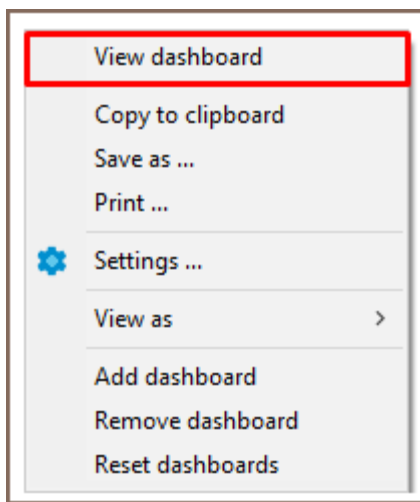 View dashboard
Copy to clipboard
Save as ...
Print ...
Settings ...
View as
Add dashboard
Remove dashboard
Reset dashboards